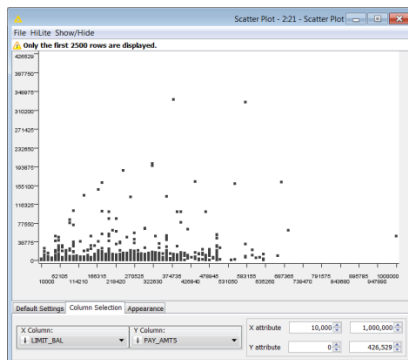 Scatter Plot - 2:21 - Scatter Plot
File HiLite Show/Hide
Only the first 2500 rows are displayed.
426529
387750
348975
310200
271425
232650
193875
155100
116325
77550
38775
0
62105 166315 270525 374735 478945 583155 687365 791575 895785 1000000
10000 114210 218420 322630 426840 531050 635260 739470 843680 947890
Default Settings Column Selection Appearance
X Column: Y Column: X attribute 10,000 1,000,000
LIMIT_BAL PAY_AMT5 Y attribute 0 426,529